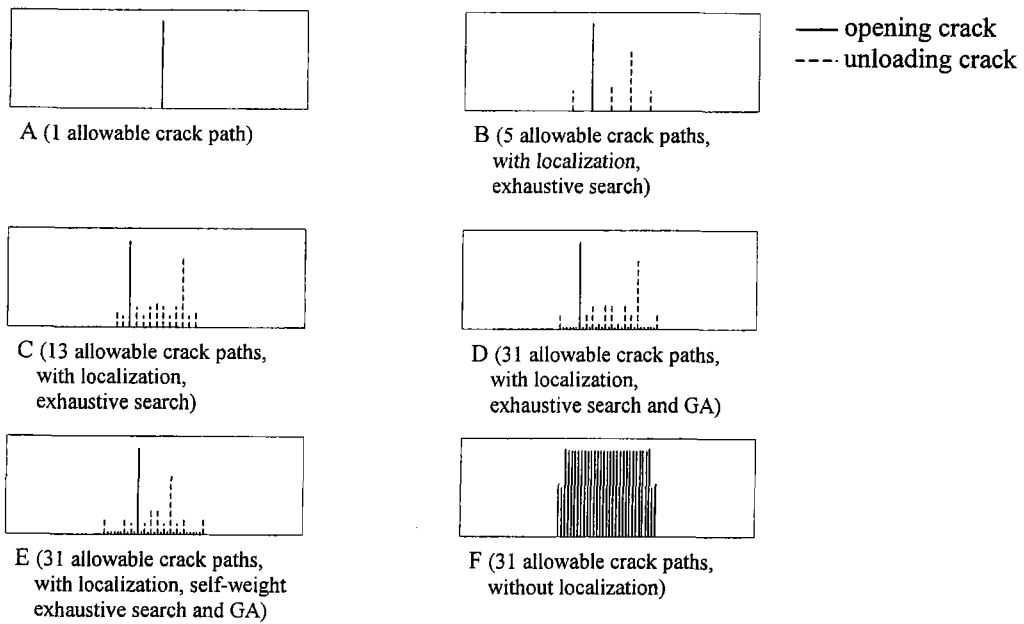 opening crack
unloading crack
A (1 allowable crack path)
B (5 allowable crack paths,
with localization,
exhaustive search)
C (13 allowable crack paths,
with localization,
exhaustive search)
D (31 allowable crack paths,
with localization,
exhaustive search and GA)
E (31 allowable crack paths,
with localization, self-weight
exhaustive search and GA)
F (31 allowable crack paths,
without localization)